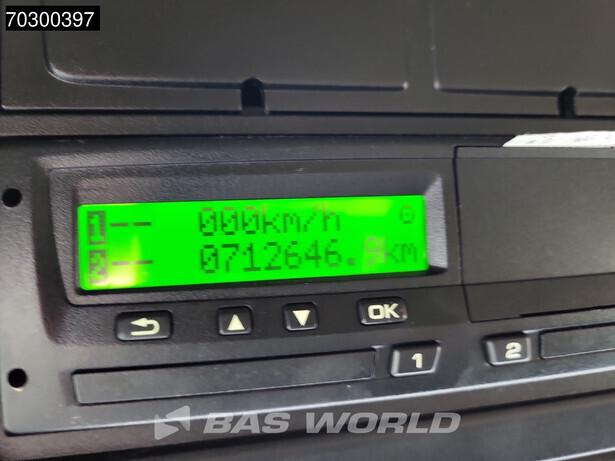 70300397
1-- 000km/h
2-- 0712646. km
OK
1
2
BAS WORLD